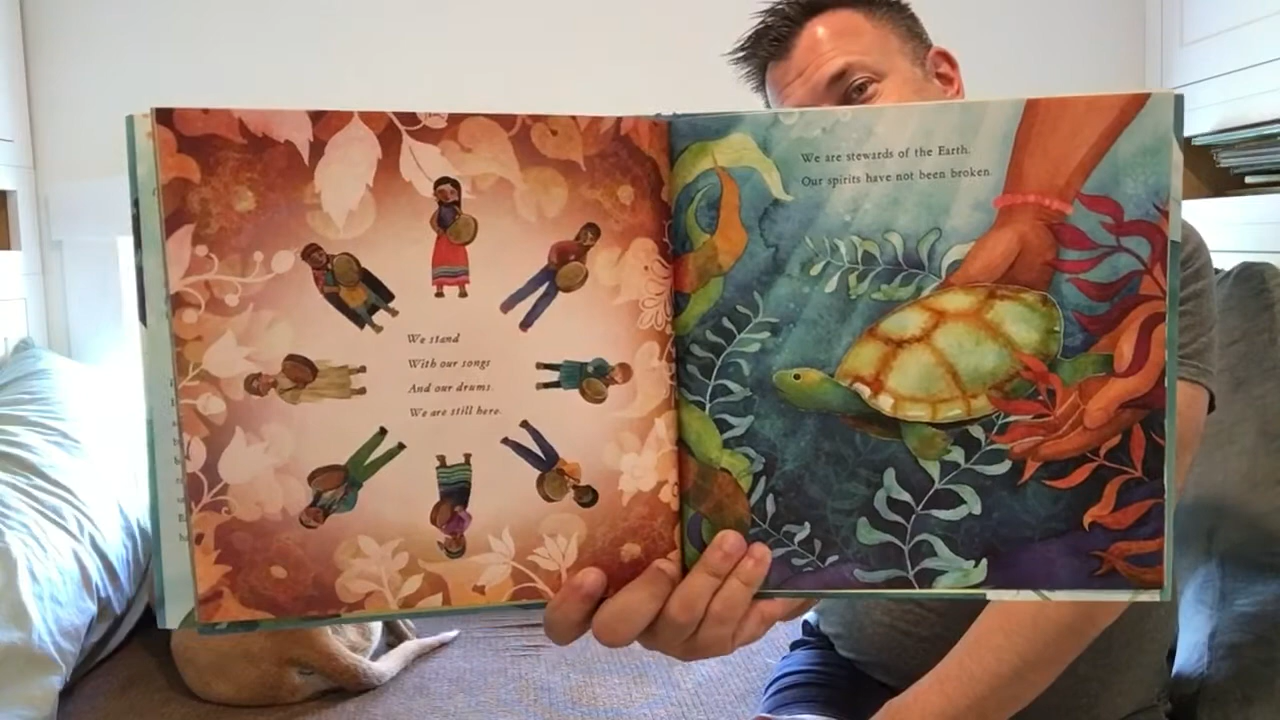 We stand
With our songs
And our drums.
We are still here.
We are stewards of the Earth.
Our spirits have not been broken.